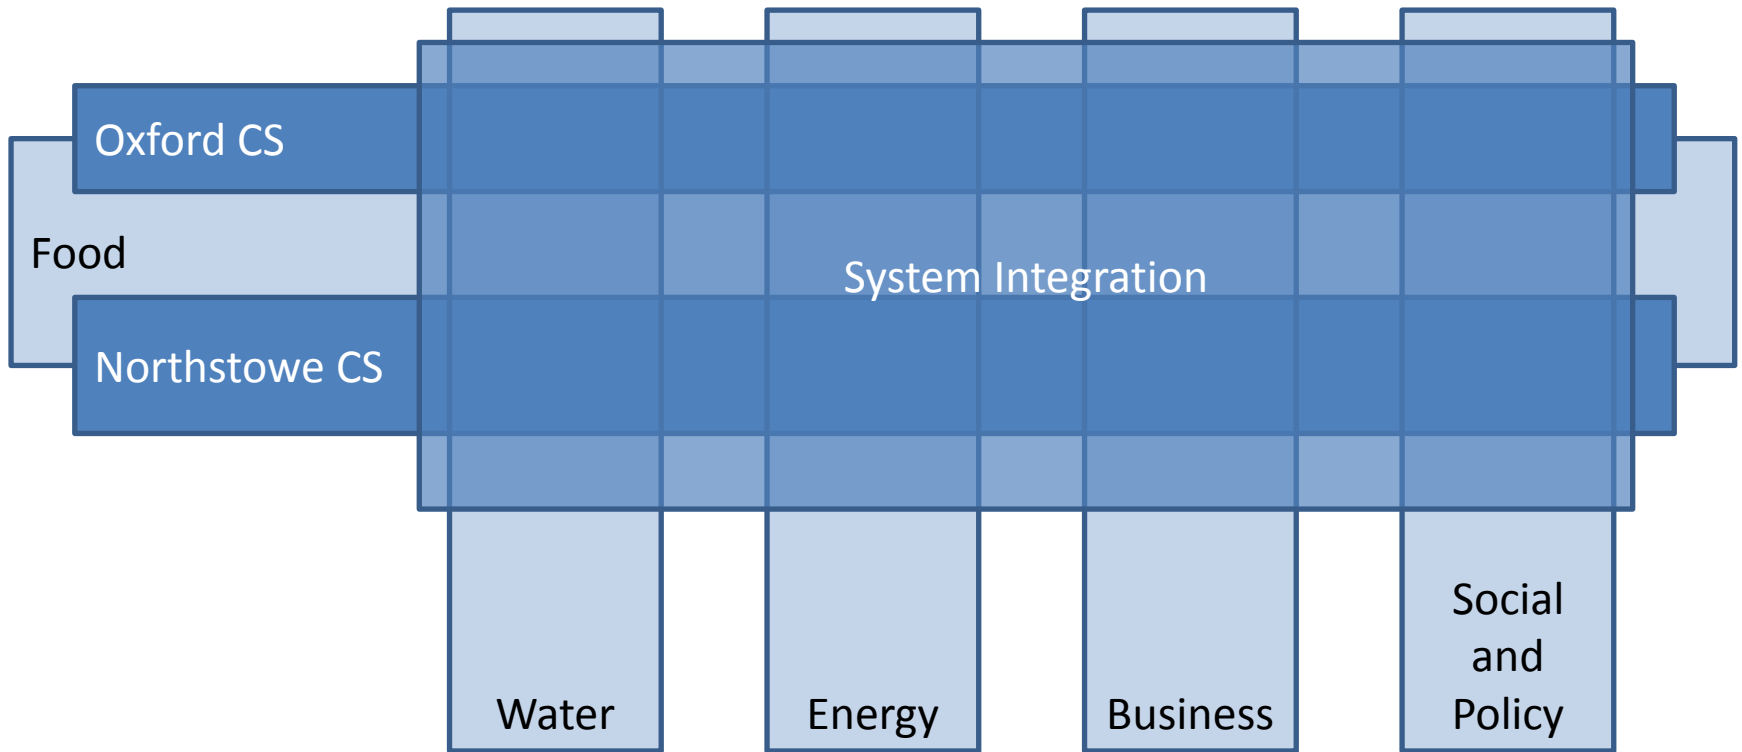 Oxford CS
Food
System Integration
Northstowe CS
Social
and
Policy
Water
Energy
Business